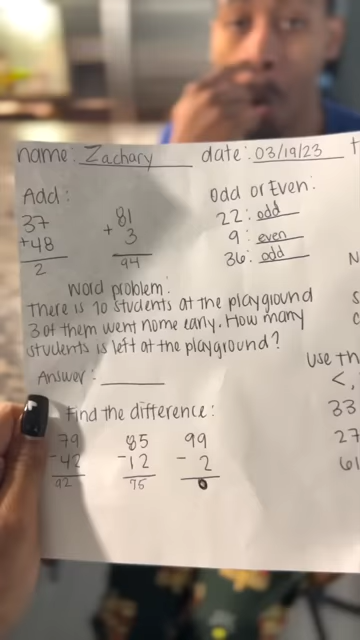 name: Zachary date: 03/19/23
Add:
37
+48
2
81
+ 3
94
Odd or Even:
22: odd
9: even
36: odd
Word problem:
There is 10 students at the playground
3 of them went home early. How many
students is left at the playground?
Answer:
Find the difference:
79
-42
92
85
-12
75
99
- 2
0
Use th
<,
33
27
61